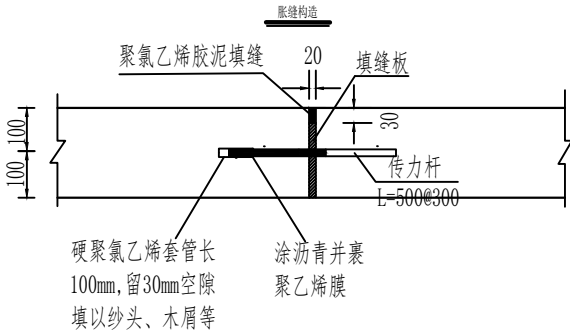 胀缝构造
聚氯乙烯胶泥填缝
20
填缝板
30
100
100
传力杆
L=500@300
硬聚氯乙烯套管长
100mm,留30mm空隙
填以纱头、木屑等
涂沥青并裹
聚乙烯膜